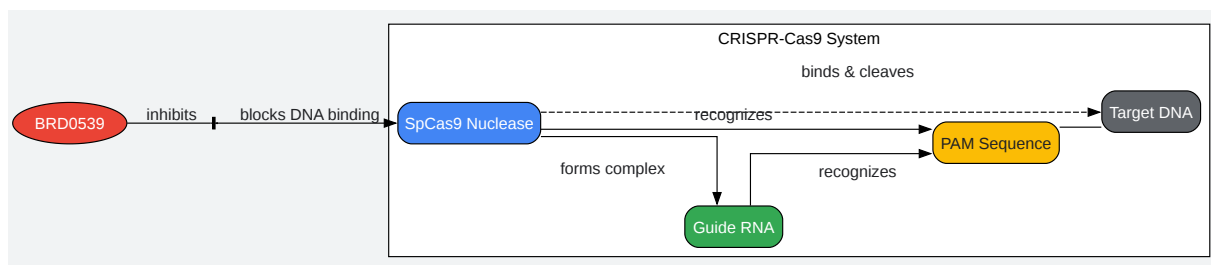 CRISPR-Cas9 System
binds & cleaves
BRD0539
inhibits
blocks DNA binding
SpCas9 Nuclease
recognizes
Target DNA
PAM Sequence
forms complex
recognizes
Guide RNA